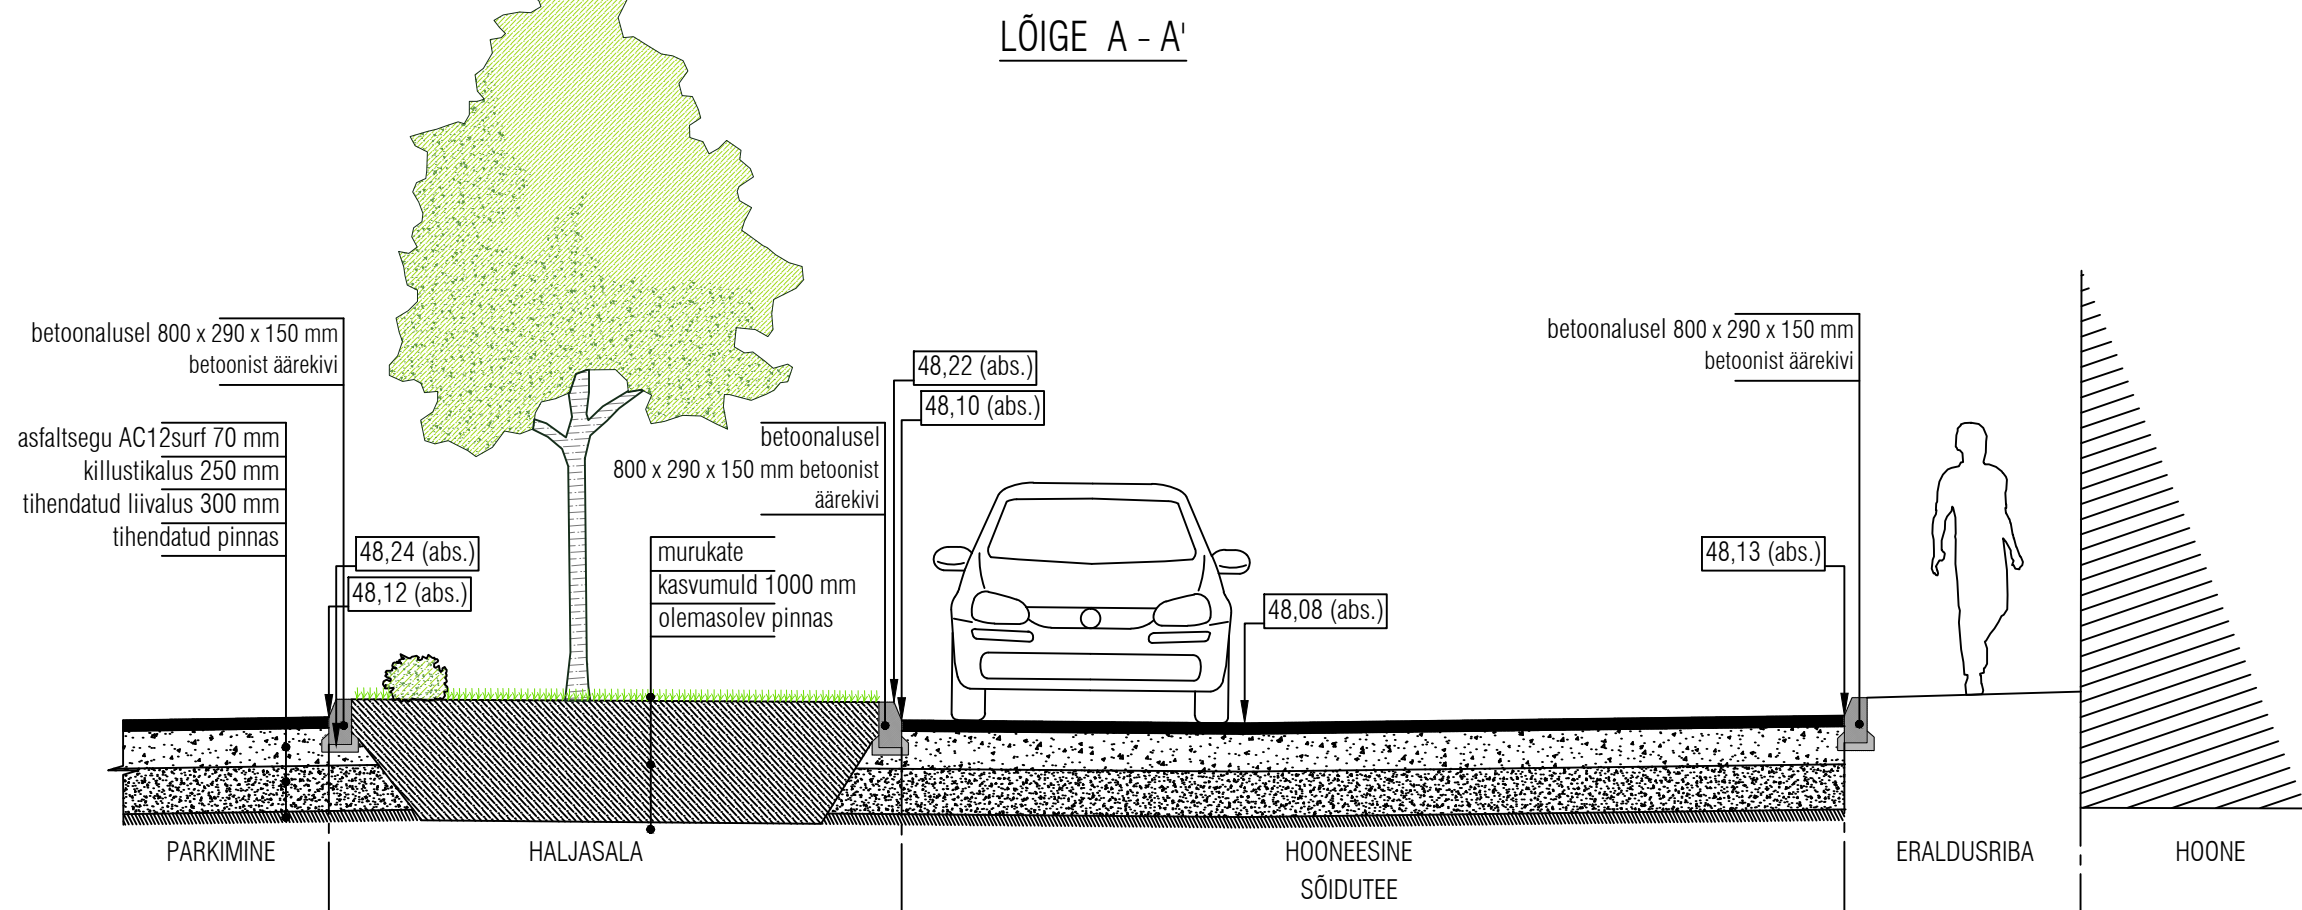 LÕIGE A - A'
betoonalusel 800 x 290 x 150 mm
betoonist äärekivi
asfaltsegu AC12surf 70 mm
killustikalus 250 mm
tihendatud liivalus 300 mm
tihendatud pinnas
48,24 (abs.)
48,12 (abs.)
betoonalusel
800 x 290 x 150 mm betoonist
äärekivi
murukate
kasvumuld 1000 mm
olemasolev pinnas
48,22 (abs.)
48,10 (abs.)
48,08 (abs.)
betoonalusel 800 x 290 x 150 mm
betoonist äärekivi
48,13 (abs.)
PARKIMINE
HALJASALA
HOONEESINE
SÕIDUTEE
ERALDUSRIBA
HOONE